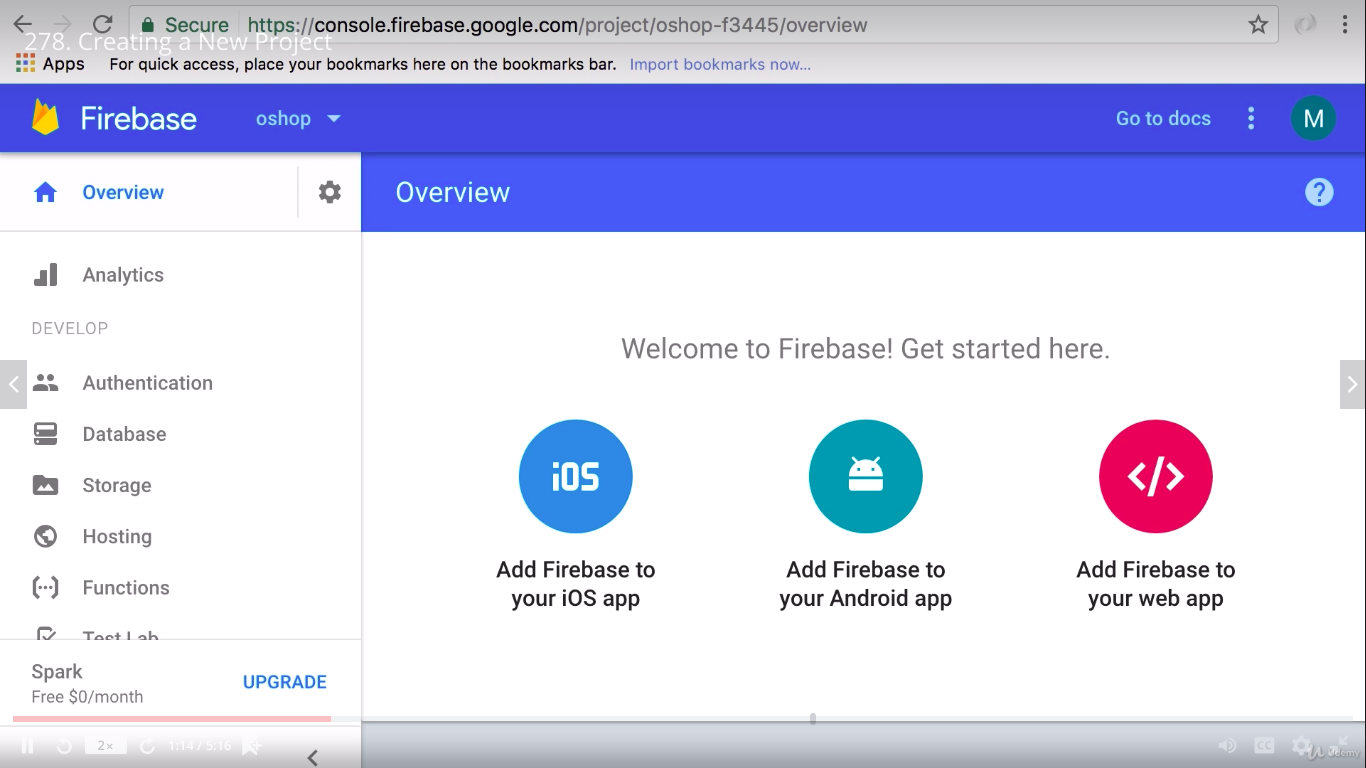 Secure https://console.firebase.google.com/project/oshop-f3445/overview
278. Creating a New Project
Apps For quick access, place your bookmarks here on the bookmarks bar. Import bookmarks now...
Firebase oshop Go to docs M
Overview
Overview ?
Analytics
DEVELOP
Authentication
Database
Storage
Hosting
Functions
Test Lab
Welcome to Firebase! Get started here.
iOS
</>
Add Firebase to
your iOS app
Add Firebase to
your Android app
Add Firebase to
your web app
Spark
Free $0/month
UPGRADE
2x 1:14 / 5:16 CC Udemy